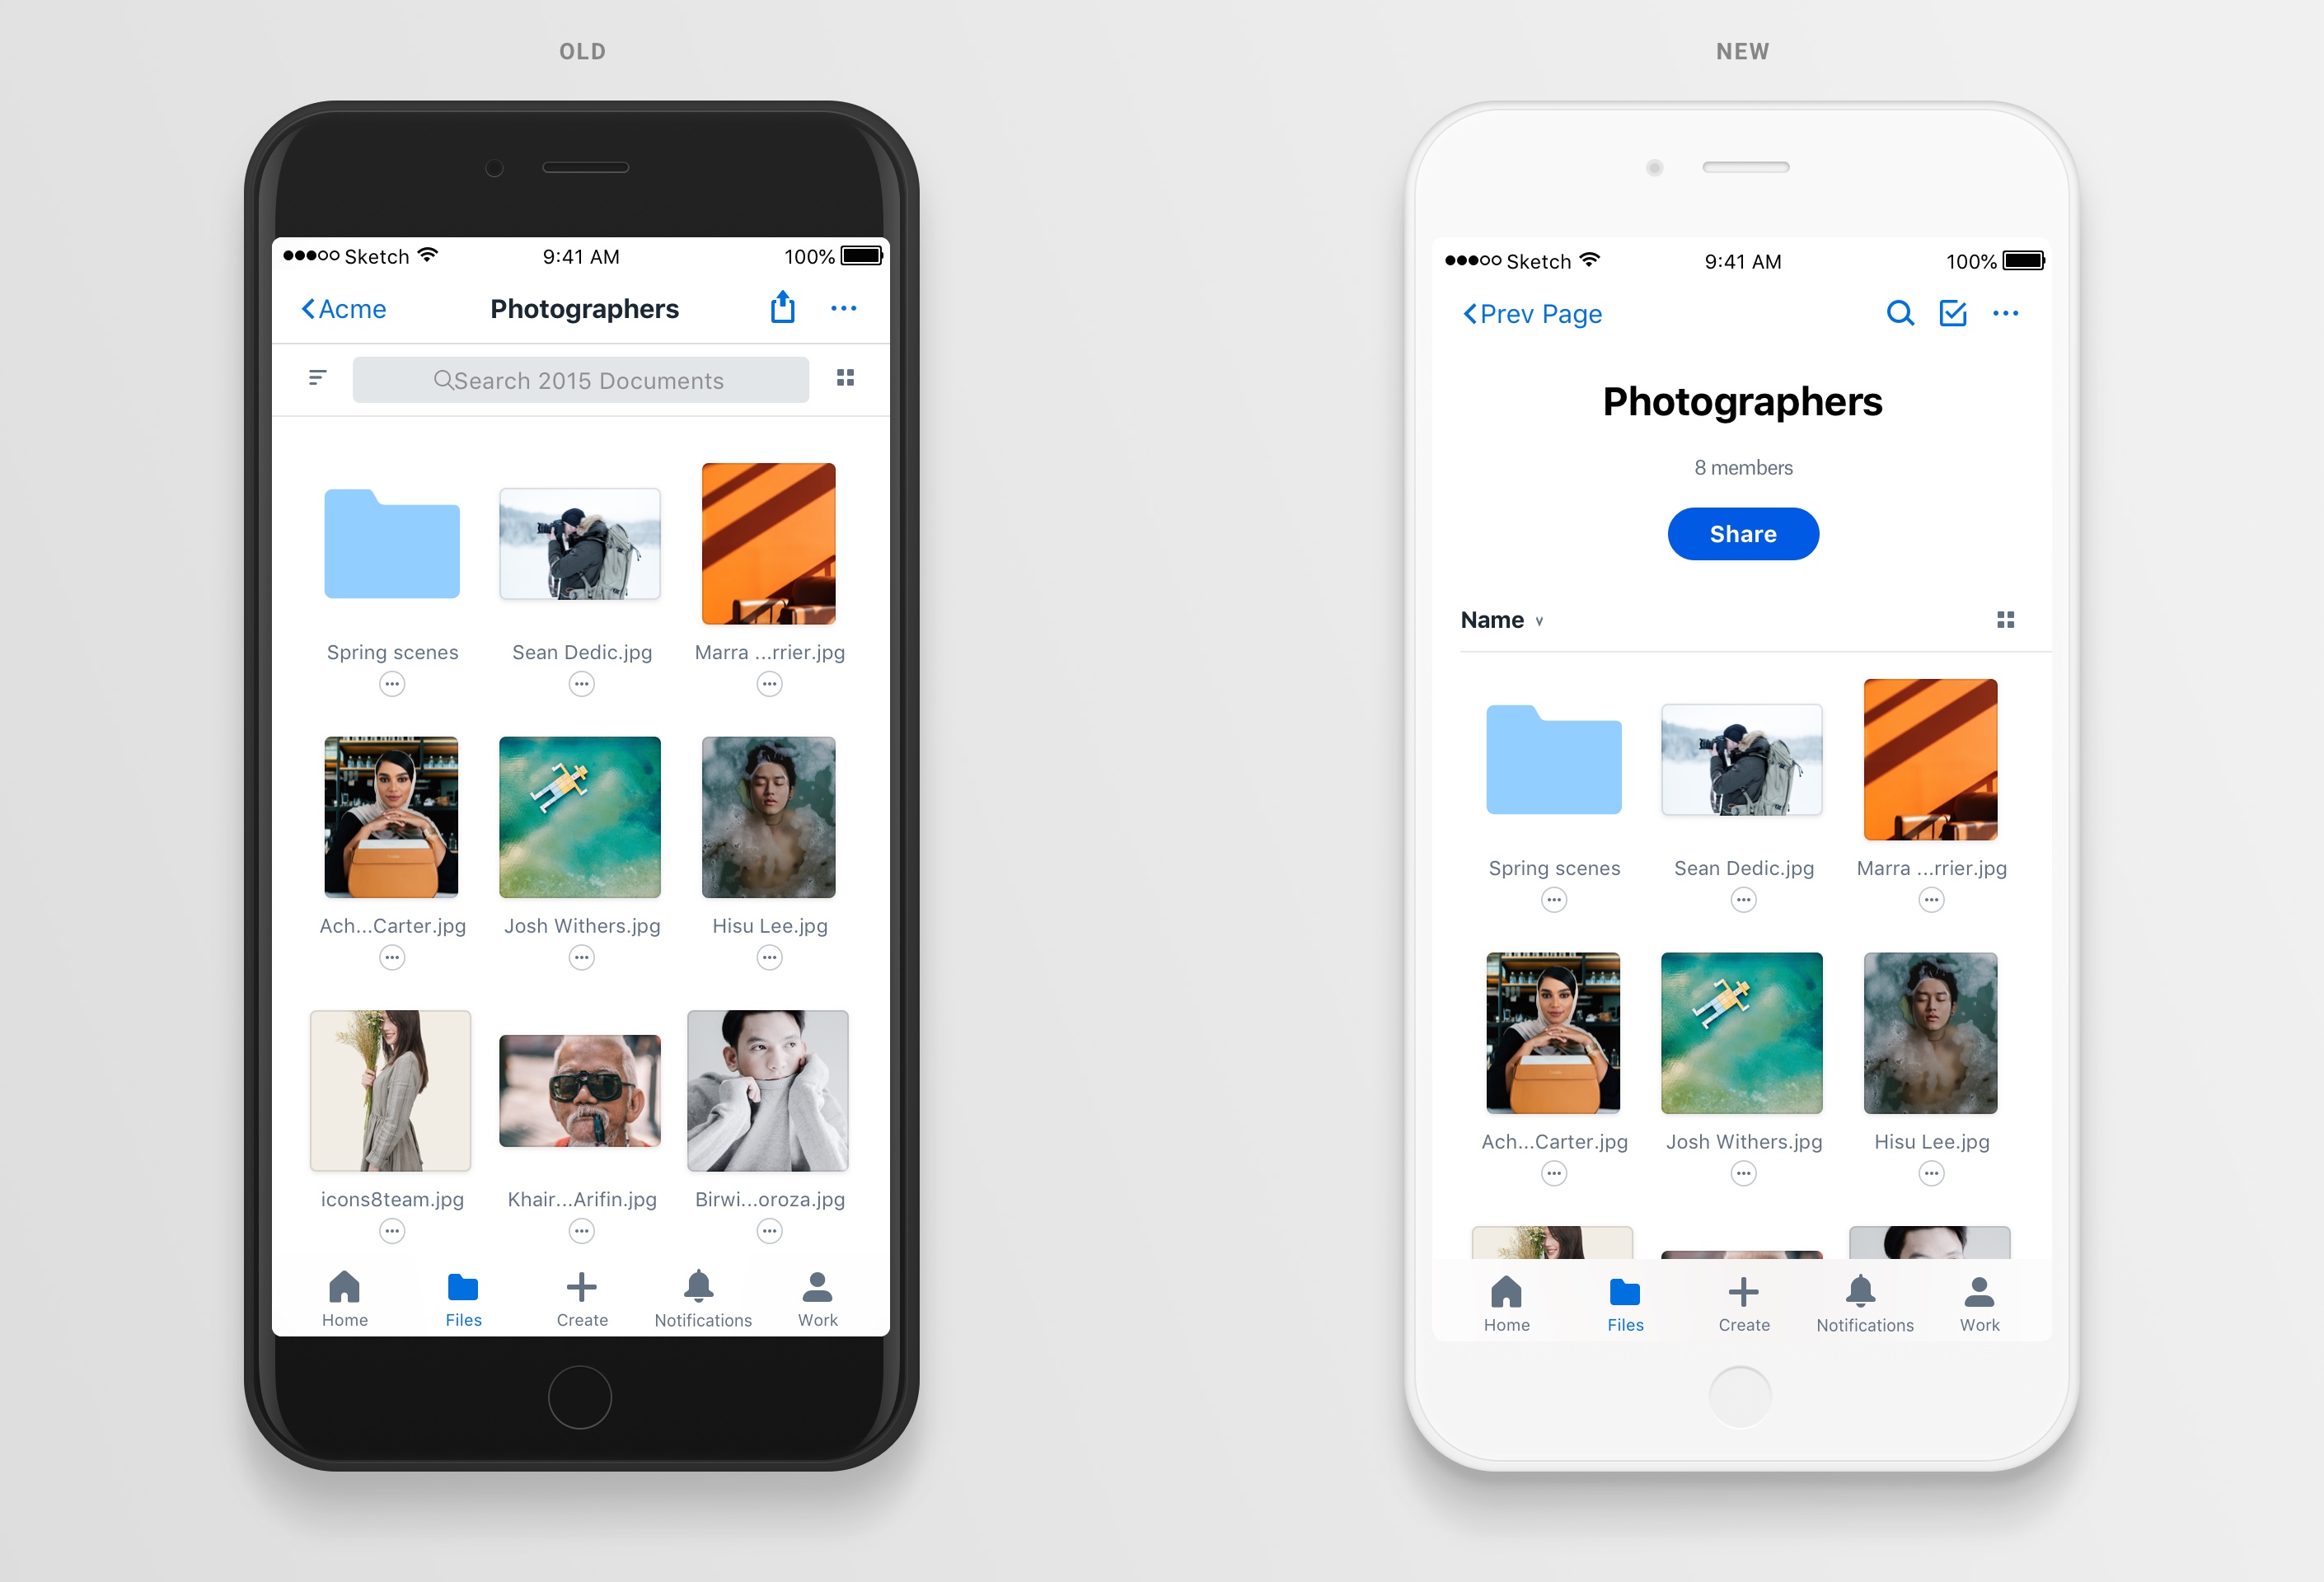 OLD
●●●○○ Sketch 9:41 AM 100%
Acme Photographers
Search 2015 Documents
Spring scenes Sean Dedic.jpg Marra ...rrier.jpg
Ach...Carter.jpg Josh Withers.jpg Hisu Lee.jpg
icons8team.jpg Khair...Arifin.jpg Birwi...oroza.jpg
Home Files Create Notifications Work
NEW
●●●○○ Sketch 9:41 AM 100%
Prev Page
Photographers
8 members
Share
Name
Spring scenes Sean Dedic.jpg Marra ...rrier.jpg
Ach...Carter.jpg Josh Withers.jpg Hisu Lee.jpg
Home Files Create Notifications Work